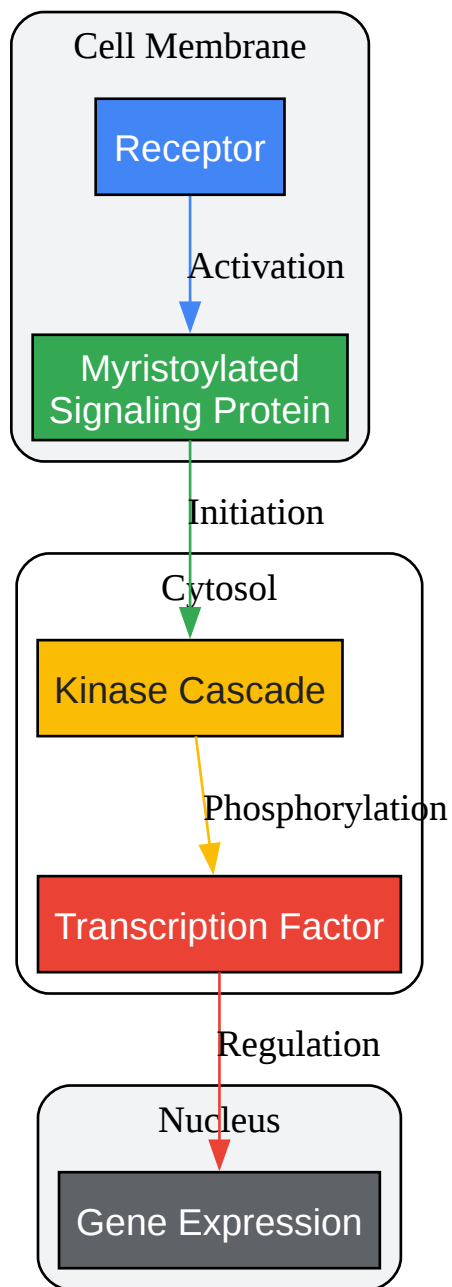 Cell Membrane
Receptor
Activation
Myristoylated
Signaling Protein
Initiation
Cytosol
Kinase Cascade
Phosphorylation
Transcription Factor
Regulation
Nucleus
Gene Expression